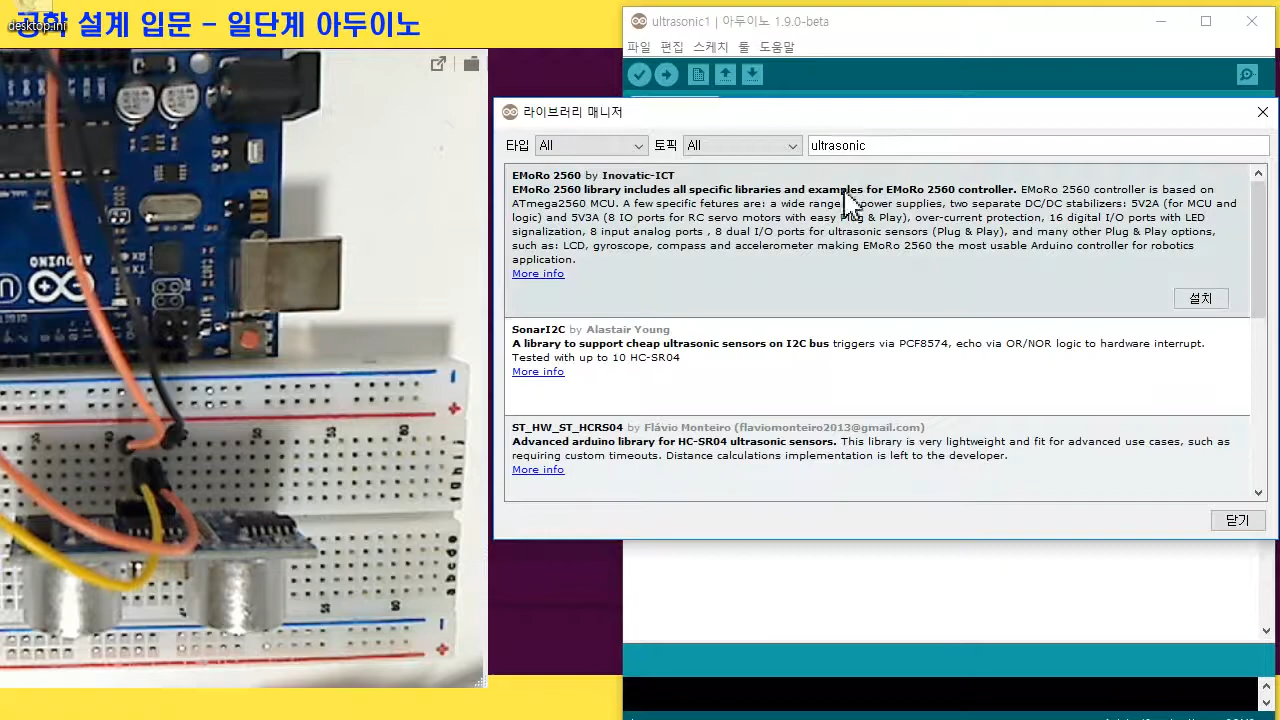 공학 설계 입문 - 일단계 아두이노
desktop.ini
ultrasonic1 | 아두이노 1.9.0-beta
파일 편집 스케치 툴 도움말
라이브러리 매니저
타입 All 토픽 All ultrasonic
EMoRo 2560 by Inovatic-ICT
EMoRo 2560 library includes all specific libraries and examples for EMoRo 2560 controller. EMoRo 2560 controller is based on
ATmega2560 MCU. A few specific fetures are: a wide range power supplies, two separate DC/DC stabilizers: 5V2A (for MCU and
logic) and 5V3A (8 IO ports for RC servo motors with easy Plug & Play), over-current protection, 16 digital I/O ports with LED
signalization, 8 input analog ports , 8 dual I/O ports for ultrasonic sensors (Plug & Play), and many other Plug & Play options,
such as: LCD, gyroscope, compass and accelerometer making EMoRo 2560 the most usable Arduino controller for robotics
application.
More info
설치
SonarI2C by Alastair Young
A library to support cheap ultrasonic sensors on I2C bus triggers via PCF8574, echo via OR/NOR logic to hardware interrupt.
Tested with up to 10 HC-SR04
More info
ST_HW_ST_HCRS04 by Flávio Monteiro (flaviomonteiro2013@gmail.com)
Advanced arduino library for HC-SR04 ultrasonic sensors. This library is very lightweight and fit for advanced use cases, such as
requiring custom timeouts. Distance calculations implementation is left to the developer.
More info
닫기
ARDUINO
50
55
60
55
60